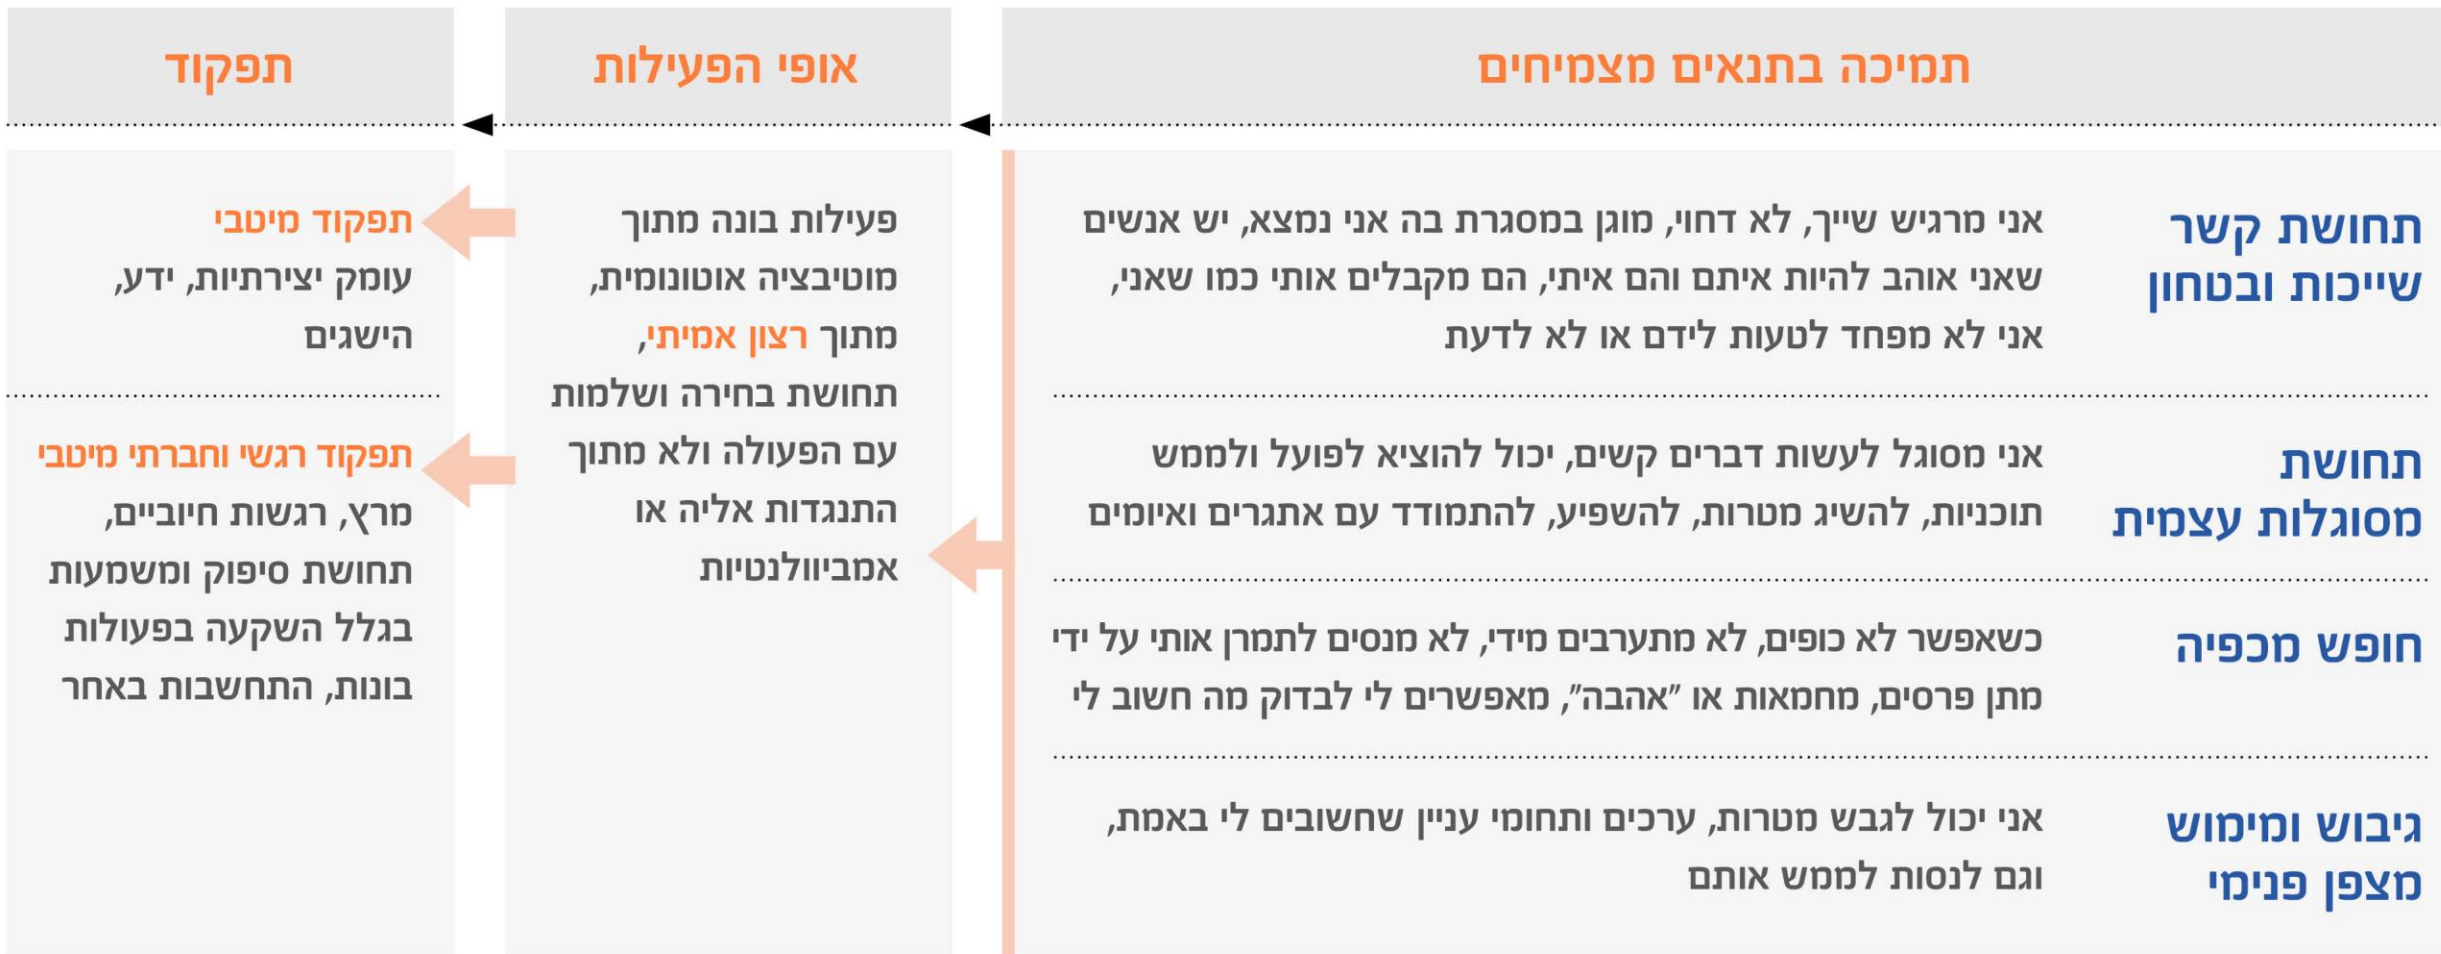 תמיכה בתנאים מצמיחים
אופי הפעילות
תפקוד
תחושת קשר
שייכות ובטחון
אני מרגיש שייך, לא דחוי, מוגן במסגרת בה אני נמצא, יש אנשים
שאני אוהב להיות איתם והם איתי, הם מקבלים אותי כמו שאני,
אני לא מפחד לטעות לידם או לא לדעת
תחושת
מסוגלות עצמית
אני מסוגל לעשות דברים קשים, יכול להוציא לפועל ולממש
תוכניות, להשיג מטרות, להשפיע, להתמודד עם אתגרים ואיומים
חופש מכפיה
כשאפשר לא כופים, לא מתערבים מידי, לא מנסים לתמרן אותי על ידי
מתן פרסים, מחמאות או "אהבה", מאפשרים לי לבדוק מה חשוב לי
גיבוש ומימוש
מצפן פנימי
אני יכול לגבש מטרות, ערכים ותחומי עניין שחשובים לי באמת,
וגם לנסות לממש אותם
פעילות בונה מתוך
מוטיבציה אוטונומית,
מתוך רצון אמיתי,
תחושת בחירה ושלמות
עם הפעולה ולא מתוך
התנגדות אליה או
אמביוולנטיות
תפקוד מיטבי
עומק יצירתיות, ידע,
הישגים
תפקוד רגשי וחברתי מיטבי
מרץ, רגשות חיוביים,
תחושת סיפוק ומשמעות
בגלל השקעה בפעולות
בונות, התחשבות באחר